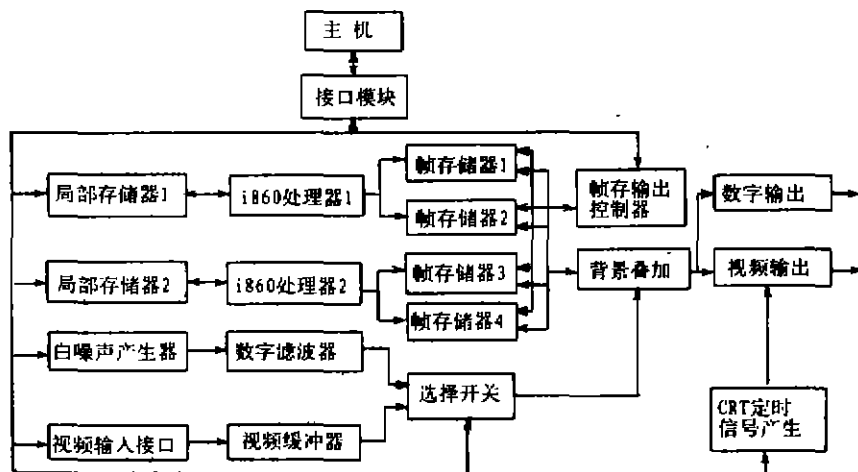 主 机
接口模块
局部存储器1
i860处理器1
帧存储器1
帧存储器2
帧存输出
控制器
数字输出
局部存储器2
i860处理器2
帧存储器3
帧存储器4
背景叠加
视频输出
白噪声产生器
数字滤波器
选择开关
CRT定时
信号产生
视频输入接口
视频缓冲器